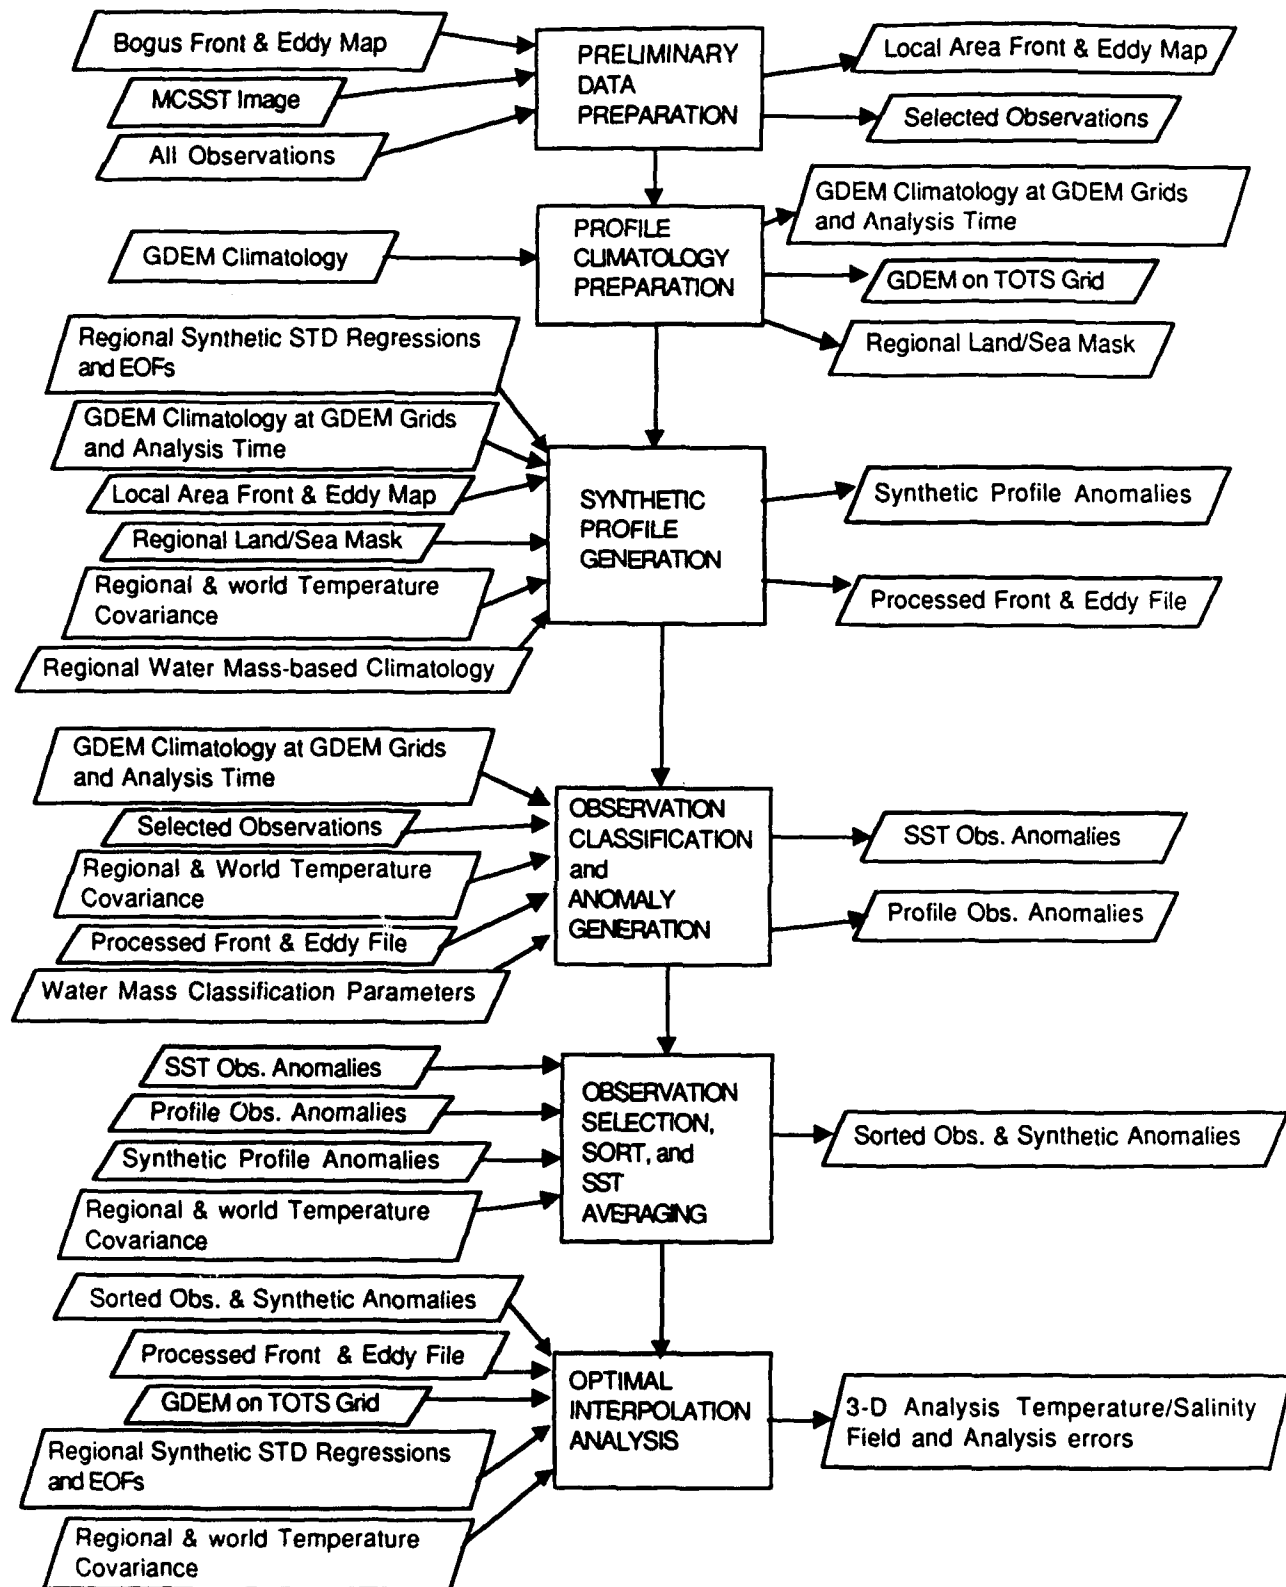 Bogus Front & Eddy Map
MCSST Image
All Observations
PRELIMINARY
DATA
PREPARATION
Local Area Front & Eddy Map
Selected Observations
GDEM Climatology
PROFILE
CLIMATOLOGY
PREPARATION
GDEM Climatology at GDEM Grids
and Analysis Time
GDEM on TOTS Grid
Regional Land/Sea Mask
Regional Synthetic STD Regressions
and EOFs
GDEM Climatology at GDEM Grids
and Analysis Time
Local Area Front & Eddy Map
Regional Land/Sea Mask
Regional & world Temperature
Covariance
Regional Water Mass-based Climatology
SYNTHETIC
PROFILE
GENERATION
Synthetic Profile Anomalies
Processed Front & Eddy File
GDEM Climatology at GDEM Grids
and Analysis Time
Selected Observations
Regional & World Temperature
Covariance
Processed Front & Eddy File
Water Mass Classification Parameters
OBSERVATION
CLASSIFICATION
and
ANOMALY
GENERATION
SST Obs. Anomalies
Profile Obs. Anomalies
SST Obs. Anomalies
Profile Obs. Anomalies
Synthetic Profile Anomalies
Regional & world Temperature
Covariance
OBSERVATION
SELECTION,
SORT, and
SST
AVERAGING
Sorted Obs. & Synthetic Anomalies
Sorted Obs. & Synthetic Anomalies
Processed Front & Eddy File
GDEM on TOTS Grid
Regional Synthetic STD Regressions
and EOFs
Regional & world Temperature
Covariance
OPTIMAL
INTERPOLATION
ANALYSIS
3-D Analysis Temperature/Salinity
Field and Analysis errors